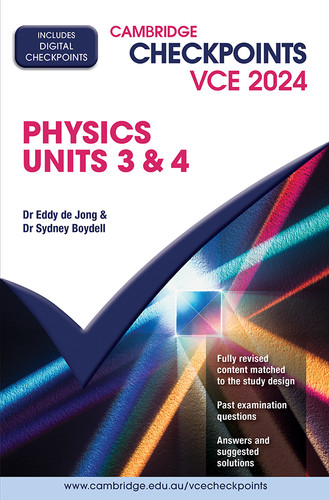 INCLUDES
DIGITAL
CHECKPOINTS
CAMBRIDGE
CHECKPOINTS
VCE 2024
PHYSICS
UNITS 3 & 4
Dr Eddy de Jong &
Dr Sydney Boydell
Fully revised
content matched
to the study design
Past examination
questions
Answers and
suggested
solutions
www.cambridge.edu.au/vcecheckpoints